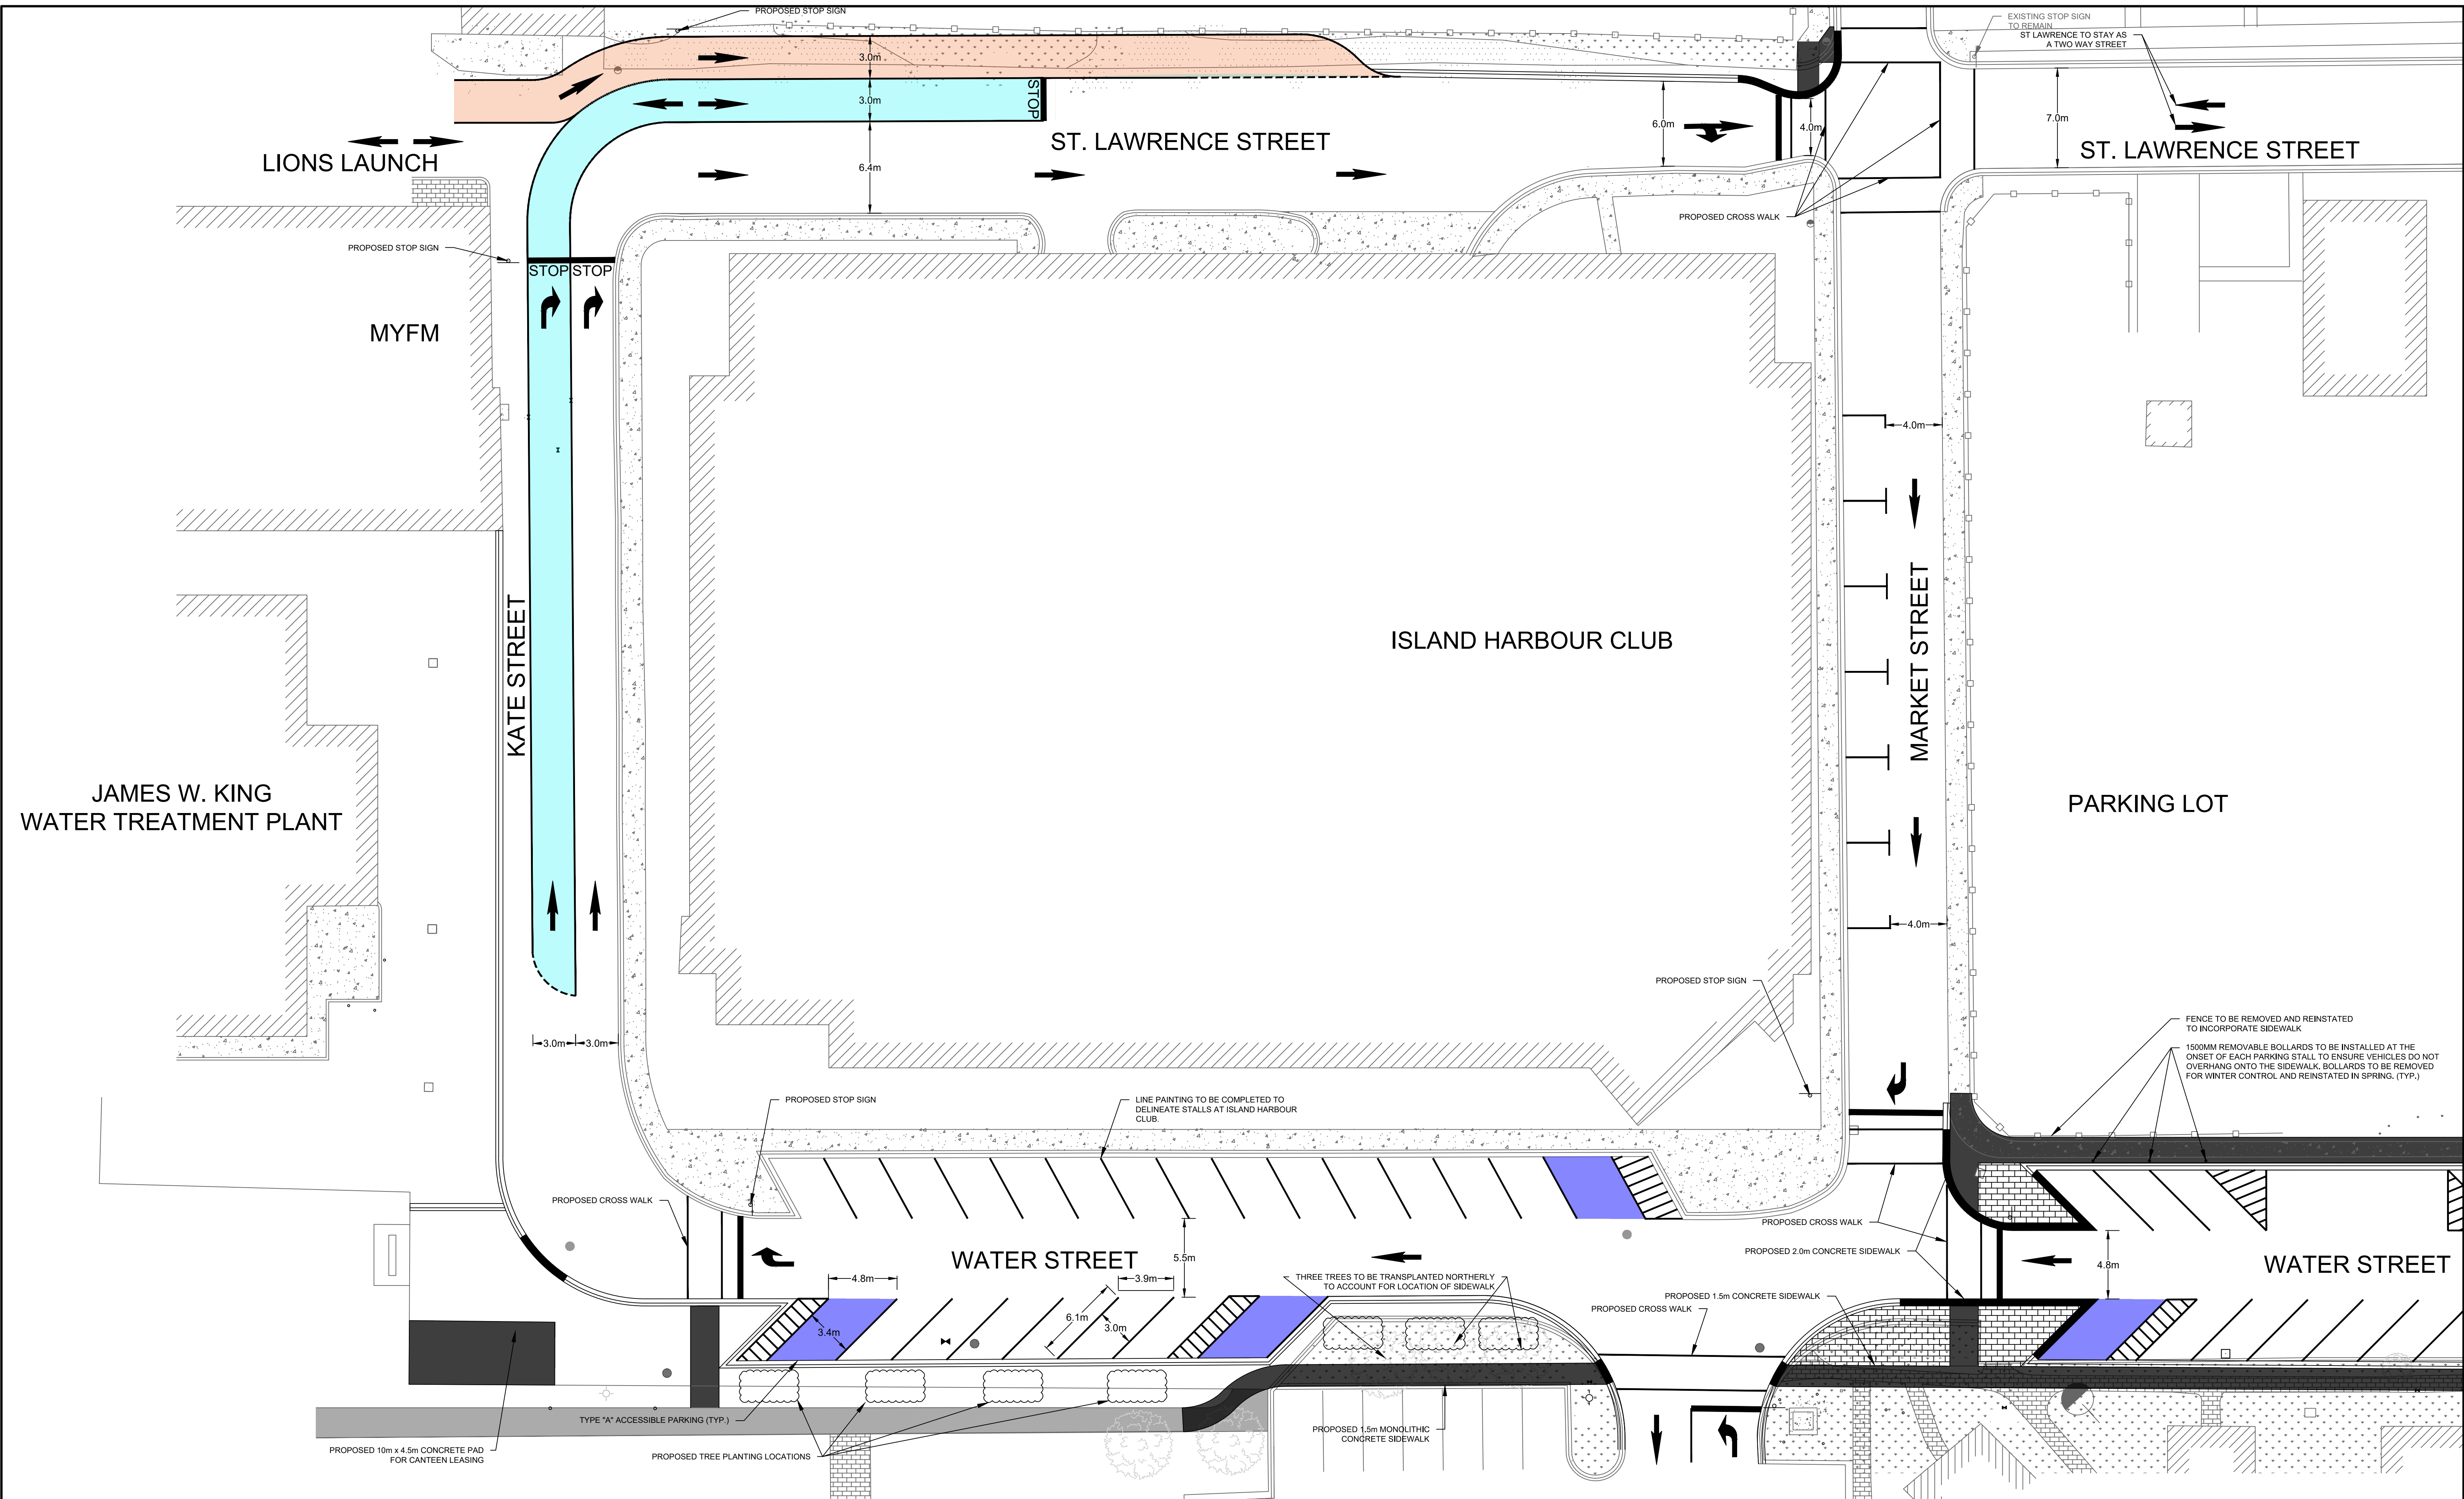 PROPOSED STOP SIGN
EXISTING STOP SIGN
TO REMAIN
ST LAWRENCE TO STAY AS
A TWO WAY STREET
3.0m
3.0m
STOP
6.4m
6.0m
4.0m
7.0m
LIONS LAUNCH
ST. LAWRENCE STREET
ST. LAWRENCE STREET
PROPOSED CROSS WALK
PROPOSED STOP SIGN
STOP
STOP
MYFM
4.0m
KATE STREET
ISLAND HARBOUR CLUB
MARKET STREET
JAMES W. KING
WATER TREATMENT PLANT
PARKING LOT
4.0m
PROPOSED STOP SIGN
3.0m
3.0m
FENCE TO BE REMOVED AND REINSTATED
TO INCORPORATE SIDEWALK
1500MM REMOVABLE BOLLARDS TO BE INSTALLED AT THE
ONSET OF EACH PARKING STALL TO ENSURE VEHICLES DO NOT
OVERHANG ONTO THE SIDEWALK. BOLLARDS TO BE REMOVED
FOR WINTER CONTROL AND REINSTATED IN SPRING. (TYP.)
PROPOSED STOP SIGN
LINE PAINTING TO BE COMPLETED TO
DELINEATE STALLS AT ISLAND HARBOUR
CLUB.
PROPOSED CROSS WALK
PROPOSED CROSS WALK
PROPOSED 2.0m CONCRETE SIDEWALK
WATER STREET
5.5m
WATER STREET
4.8m
4.8m
3.9m
6.1m
3.0m
3.4m
THREE TREES TO BE TRANSPLANTED NORTHERLY
TO ACCOUNT FOR LOCATION OF SIDEWALK
PROPOSED 1.5m CONCRETE SIDEWALK
PROPOSED CROSS WALK
TYPE "A" ACCESSIBLE PARKING (TYP.)
PROPOSED 10m x 4.5m CONCRETE PAD
FOR CANTEEN LEASING
PROPOSED TREE PLANTING LOCATIONS
PROPOSED 1.5m MONOLITHIC
CONCRETE SIDEWALK